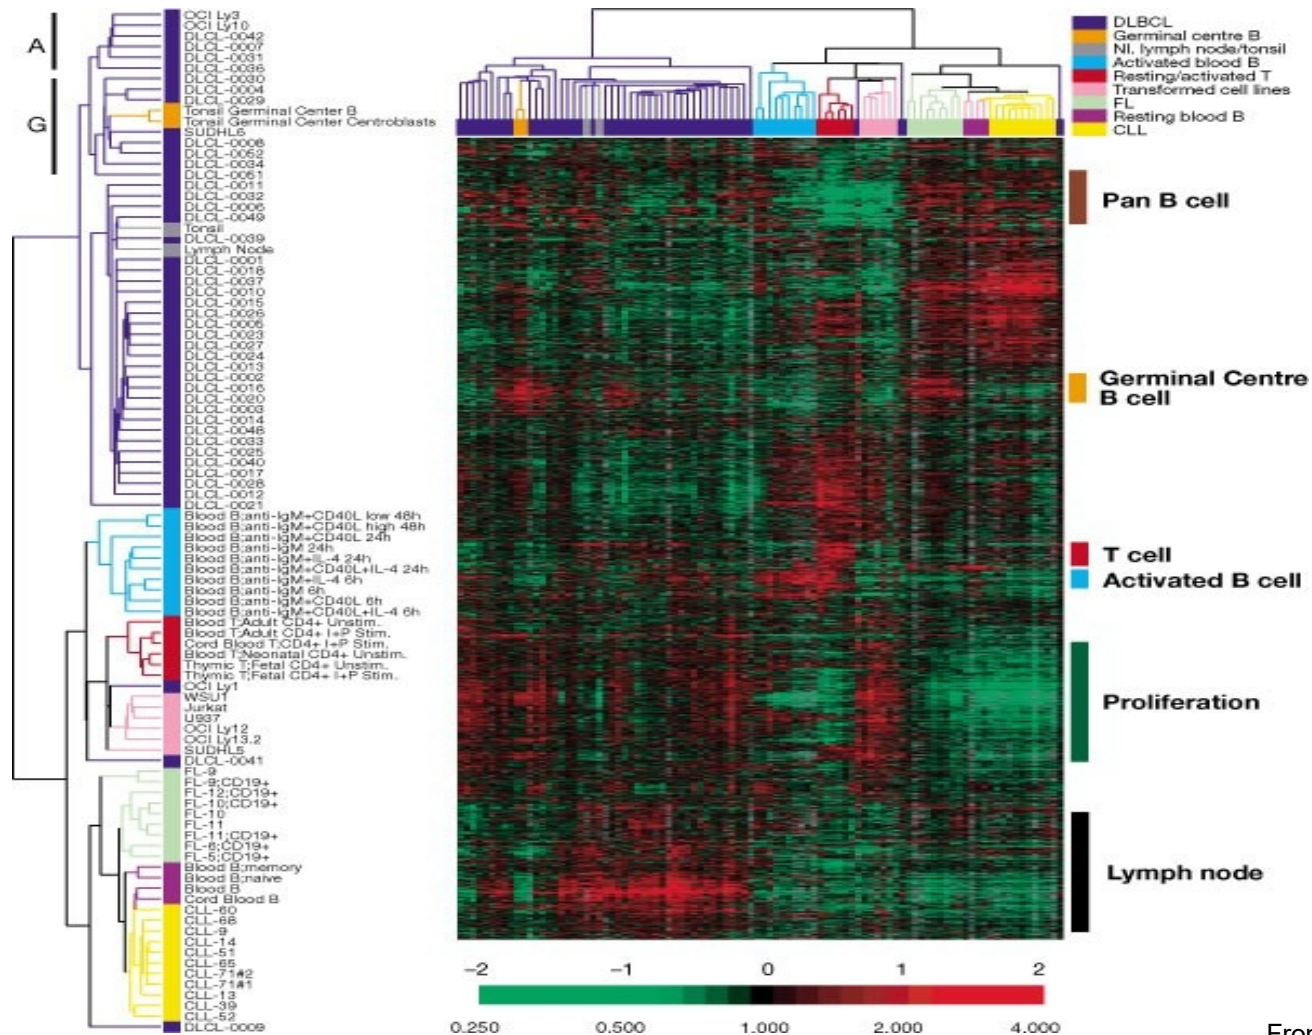 A
G
OCI Ly3
OCI Ly10
DLCL-0042
DLCL-0007
DLCL-0031
DLCL-0036
DLCL-0030
DLCL-0004
DLCL-0029
Tonsil Germinal Center B
Tonsil Germinal Center Centroblasts
SUDHL6
DLCL-0008
DLCL-0052
DLCL-0034
DLCL-0051
DLCL-0011
DLCL-0032
DLCL-0006
DLCL-0049
Tonsil
DLCL-0039
Lymph Node
DLCL-0001
DLCL-0018
DLCL-0037
DLCL-0010
DLCL-0015
DLCL-0026
DLCL-0005
DLCL-0023
DLCL-0027
DLCL-0024
DLCL-0013
DLCL-0002
DLCL-0016
DLCL-0020
DLCL-0003
DLCL-0014
DLCL-0048
DLCL-0033
DLCL-0025
DLCL-0040
DLCL-0017
DLCL-0028
DLCL-0012
DLCL-0021
Blood B;anti-IgM+CD40L low 48h
Blood B;anti-IgM+CD40L high 48h
Blood B;anti-IgM+CD40L 24h
Blood B;anti-IgM 24h
Blood B;anti-IgM+IL-4 24h
Blood B;anti-IgM+CD40L+IL-4 24h
Blood B;anti-IgM+IL-4 6h
Blood B;anti-IgM 6h
Blood B;anti-IgM+CD40L 6h
Blood B;anti-IgM+CD40L+IL-4 6h
Blood T;Adult CD4+ Unstim.
Blood T;Adult CD4+ I+P Stim.
Cord Blood T;CD4+ I+P Stim.
Blood T;Neonatal CD4+ Unstim.
Thymic T;Fetal CD4+ Unstim.
Thymic T;Fetal CD4+ I+P Stim.
OCI Ly1
WSU1
Jurkat
U937
OCI Ly12
OCI Ly13.2
SUDHL5
DLCL-0041
FL-9
FL-9;CD19+
FL-12;CD19+
FL-10;CD19+
FL-10
FL-11
FL-11;CD19+
FL-6;CD19+
FL-5;CD19+
Blood B;memory
Blood B;naive
Blood B
Cord Blood B
CLL-60
CLL-68
CLL-9
CLL-14
CLL-51
CLL-65
CLL-71#2
CLL-71#1
CLL-13
CLL-39
CLL-52
DLCL-0009
DLBCL
Germinal centre B
Nl. lymph node/tonsil
Activated blood B
Resting/activated T
Transformed cell lines
FL
Resting blood B
CLL
Pan B cell
Germinal Centre
B cell
T cell
Activated B cell
Proliferation
Lymph node
−2 −1 0 1 2
0.250 0.500 1.000 2.000 4.000